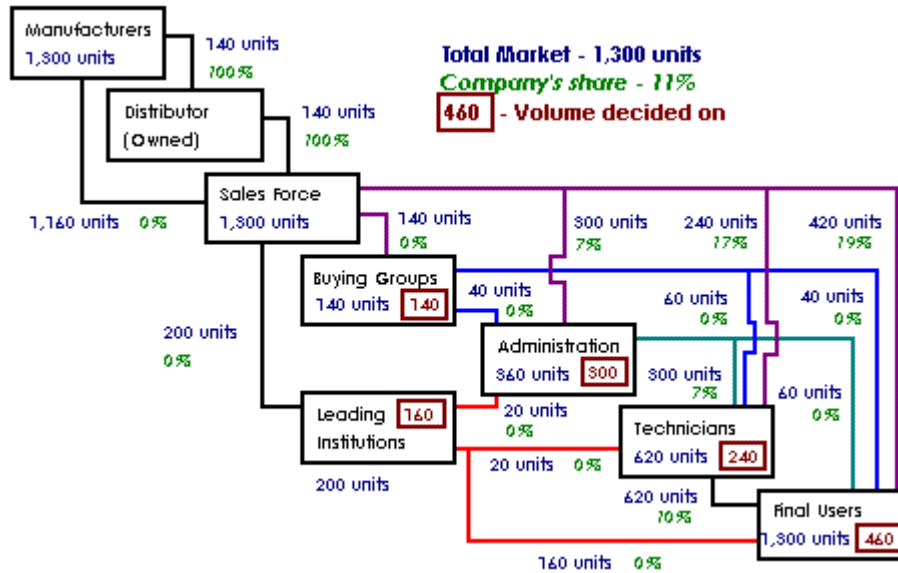 Manufacturers
1,300 units
140 units
100%
Total Market - 1,300 units
Company's share - 11%
460 - Volume decided on
Distributor
(Owned)
140 units
100%
Sales Force
1,300 units
1,160 units 0%
140 units
0%
300 units
7%
240 units
17%
420 units
19%
Buying Groups
140 units 140
40 units
0%
60 units
0%
40 units
0%
200 units
0%
Administration
360 units 300
300 units
7%
60 units
0%
Leading 160
Institutions
200 units
20 units
0%
Technicians
620 units 240
20 units 0%
620 units
10%
Final Users
1,300 units 460
160 units 0%